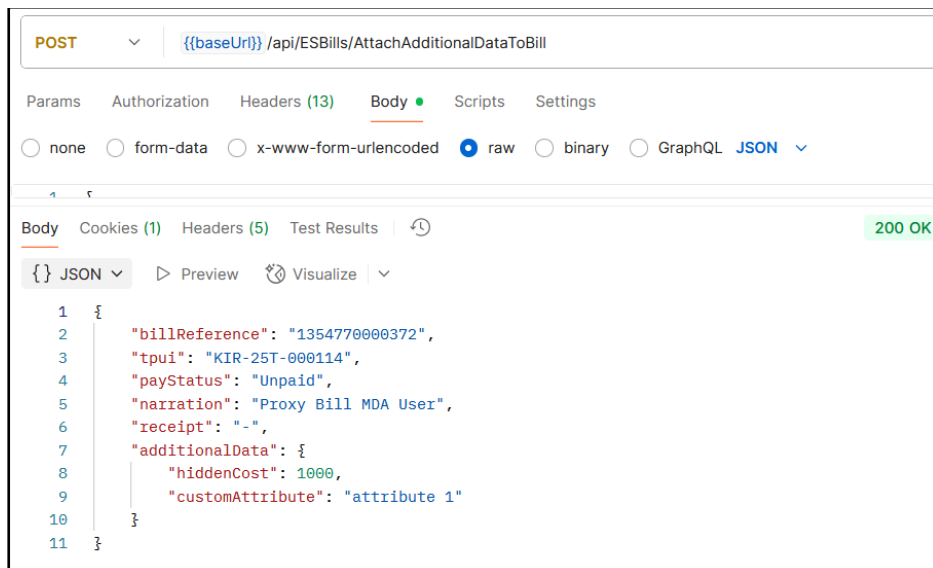 POST {{baseUrl}} /api/ESBills/AttachAdditionalDataToBill
Params Authorization Headers (13) Body Scripts Settings
none form-data x-www-form-urlencoded raw binary GraphQL JSON
1 {
Body Cookies (1) Headers (5) Test Results 200 OK
{} JSON Preview Visualize
1 {
2 "billReference": "1354770000372",
3 "tpui": "KIR-25T-000114",
4 "payStatus": "Unpaid",
5 "narration": "Proxy Bill MDA User",
6 "receipt": "-",
7 "additionalData": {
8 "hiddenCost": 1000,
9 "customAttribute": "attribute 1"
10 }
11 }